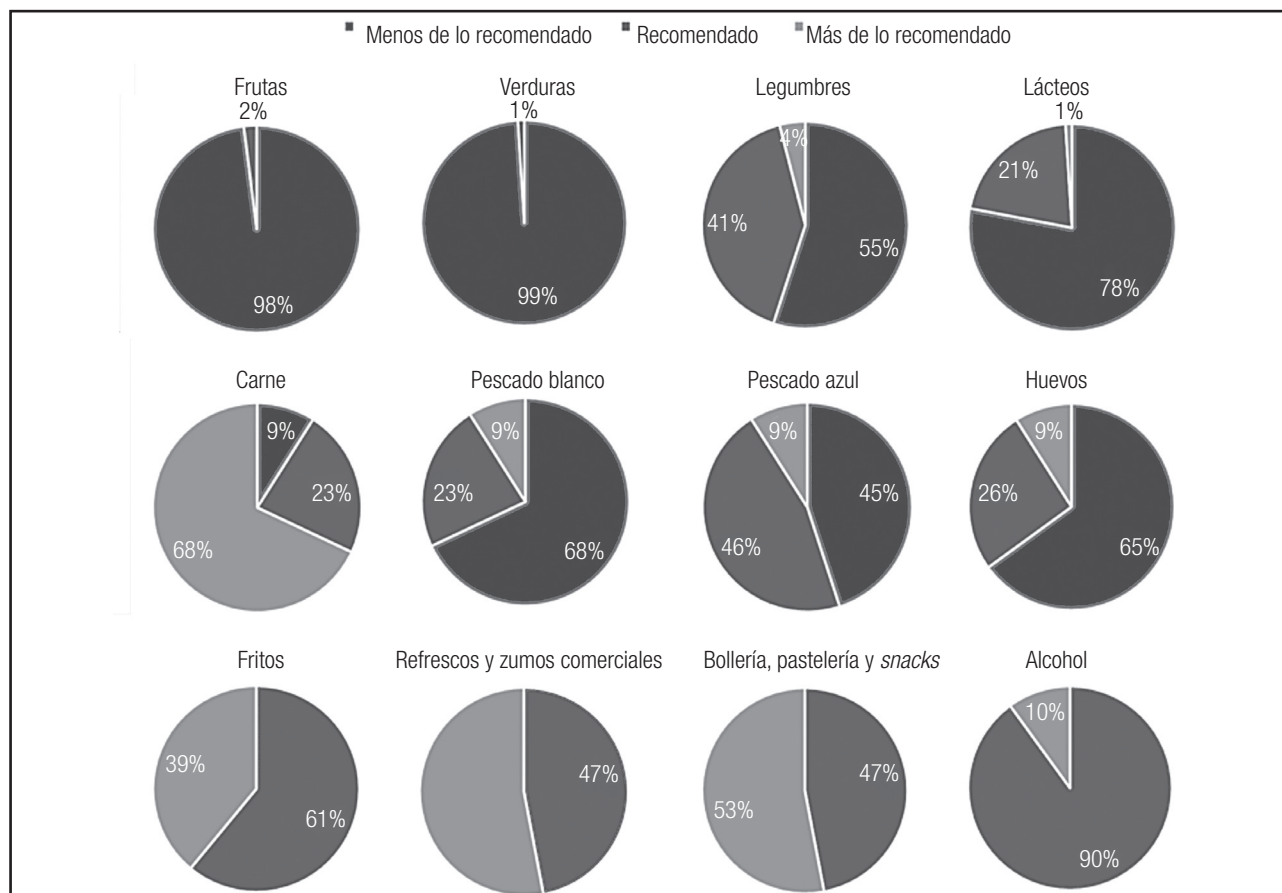 Menos de lo recomendado Recomendado Más de lo recomendado
Frutas Verduras Legumbres Lácteos
2% 1% 4% 1%
21%
41% 55%
98% 99% 78%
Carne Pescado blanco Pescado azul Huevos
9% 9% 9% 9%
23% 23% 45% 26%
68% 68% 46% 65%
Fritos Refrescos y zumos comerciales Bollería, pastelería y snacks Alcohol
10%
39% 47% 47%
61% 53%
90%